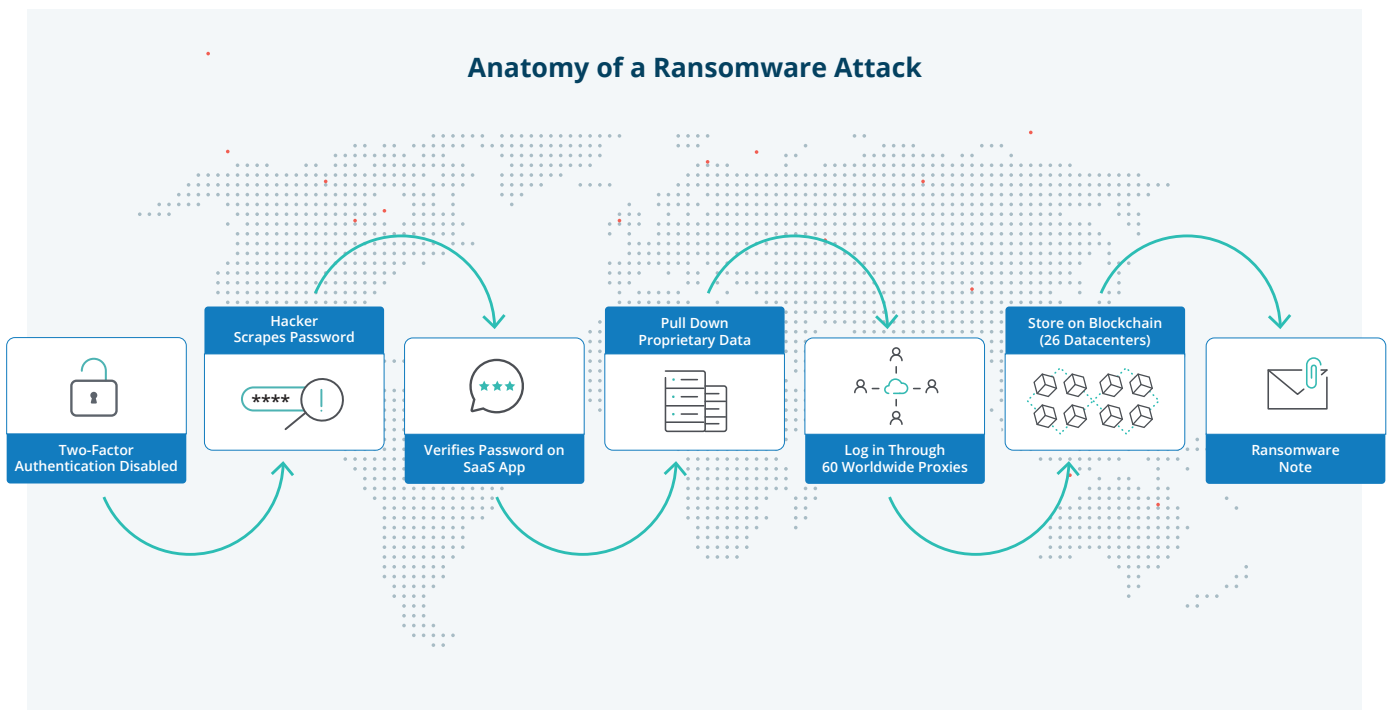 Anatomy of a Ransomware Attack
Two-Factor
Authentication Disabled
Hacker
Scrapes Password
****
Verifies Password on
SaaS App
Pull Down
Proprietary Data
Log in Through
60 Worldwide Proxies
Store on Blockchain
(26 Datacenters)
Ransomware
Note